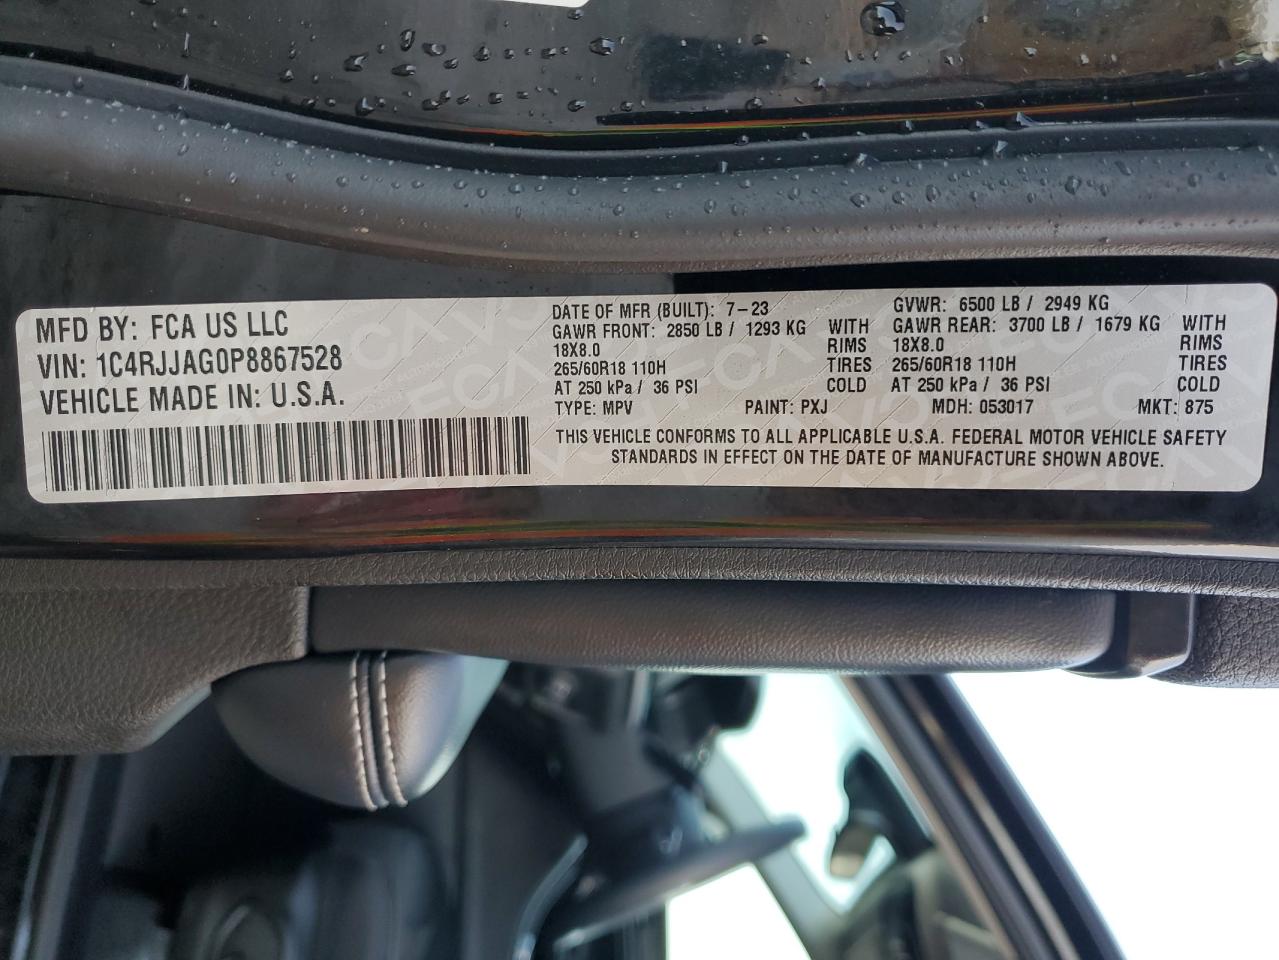 MFD BY: FCA US LLC
VIN: 1C4RJJAG0P8867528
VEHICLE MADE IN: U.S.A.
DATE OF MFR (BUILT): 7-23
GAWR FRONT: 2850 LB / 1293 KG WITH
18X8.0 RIMS
265/60R18 110H TIRES
AT 250 kPa / 36 PSI COLD
GVWR: 6500 LB / 2949 KG
GAWR REAR: 3700 LB / 1679 KG WITH
18X8.0 RIMS
265/60R18 110H TIRES
AT 250 kPa / 36 PSI COLD
TYPE: MPV PAINT: PXJ MDH: 053017 MKT: 875
THIS VEHICLE CONFORMS TO ALL APPLICABLE U.S.A. FEDERAL MOTOR VEHICLE SAFETY
STANDARDS IN EFFECT ON THE DATE OF MANUFACTURE SHOWN ABOVE.